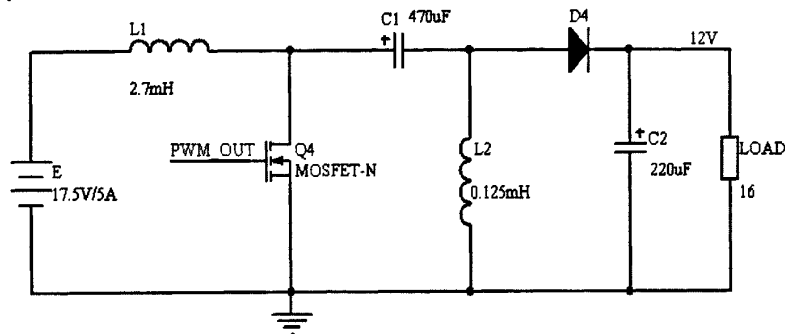 L1
2.7mH
C1 470uF
+
D4
12V
PWM_OUT
Q4
MOSFET-N
E
17.5V/5A
L2
0.125mH
+
C2
220uF
LOAD
16